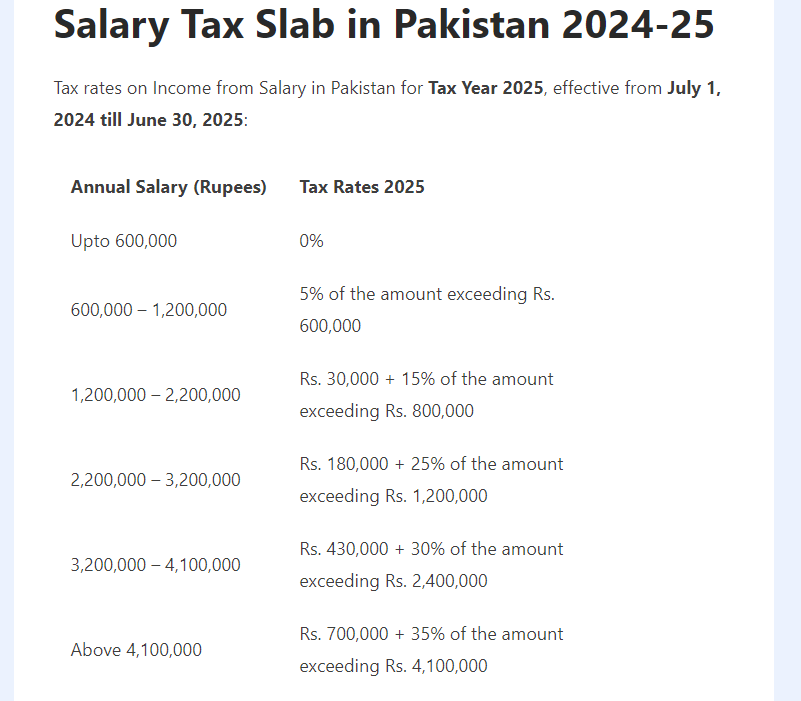 Salary Tax Slab in Pakistan 2024-25
Tax rates on Income from Salary in Pakistan for Tax Year 2025, effective from July 1,
2024 till June 30, 2025:
Annual Salary (Rupees) Tax Rates 2025
Upto 600,000 0%
600,000 – 1,200,000 5% of the amount exceeding Rs.
600,000
1,200,000 – 2,200,000 Rs. 30,000 + 15% of the amount
exceeding Rs. 800,000
2,200,000 – 3,200,000 Rs. 180,000 + 25% of the amount
exceeding Rs. 1,200,000
3,200,000 – 4,100,000 Rs. 430,000 + 30% of the amount
exceeding Rs. 2,400,000
Above 4,100,000 Rs. 700,000 + 35% of the amount
exceeding Rs. 4,100,000